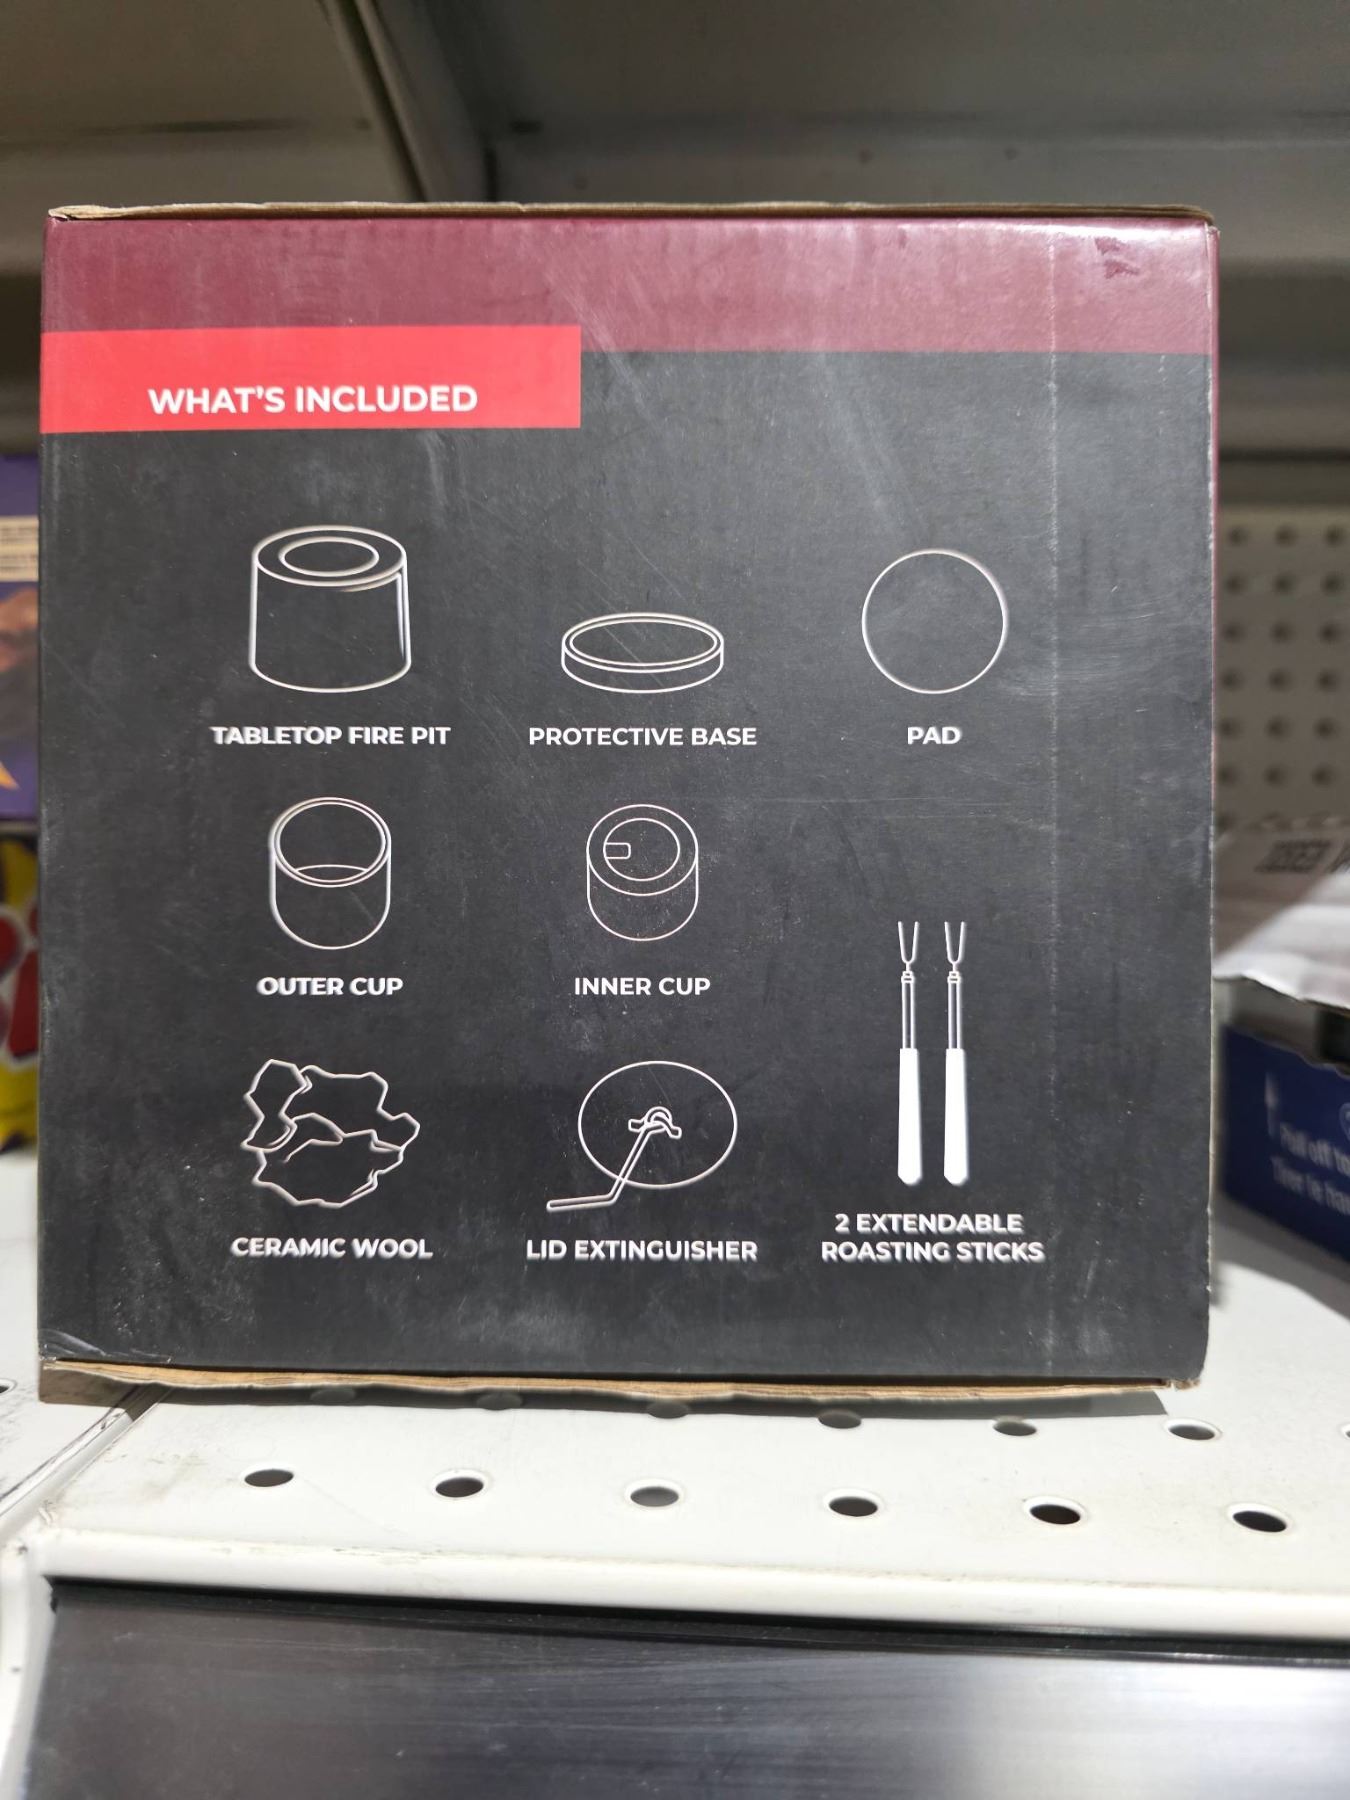 WHAT'S INCLUDED
TABLETOP FIRE PIT
PROTECTIVE BASE
PAD
OUTER CUP
INNER CUP
CERAMIC WOOL
LID EXTINGUISHER
2 EXTENDABLE
ROASTING STICKS